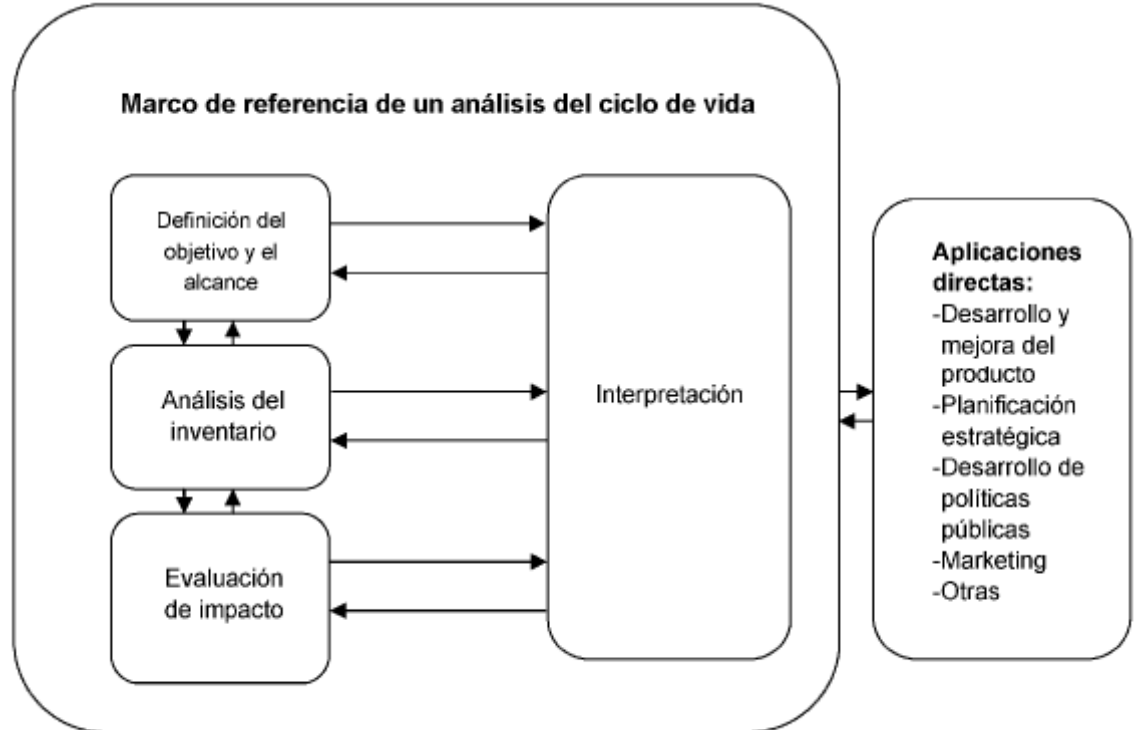 Marco de referencia de un análisis del ciclo de vida
Definición del
objetivo y el
alcance
Análisis del
inventario
Evaluación
de impacto
Interpretación
Aplicaciones
directas:
-Desarrollo y
mejora del
producto
-Planificación
estratégica
-Desarrollo de
políticas
públicas
-Marketing
-Otras